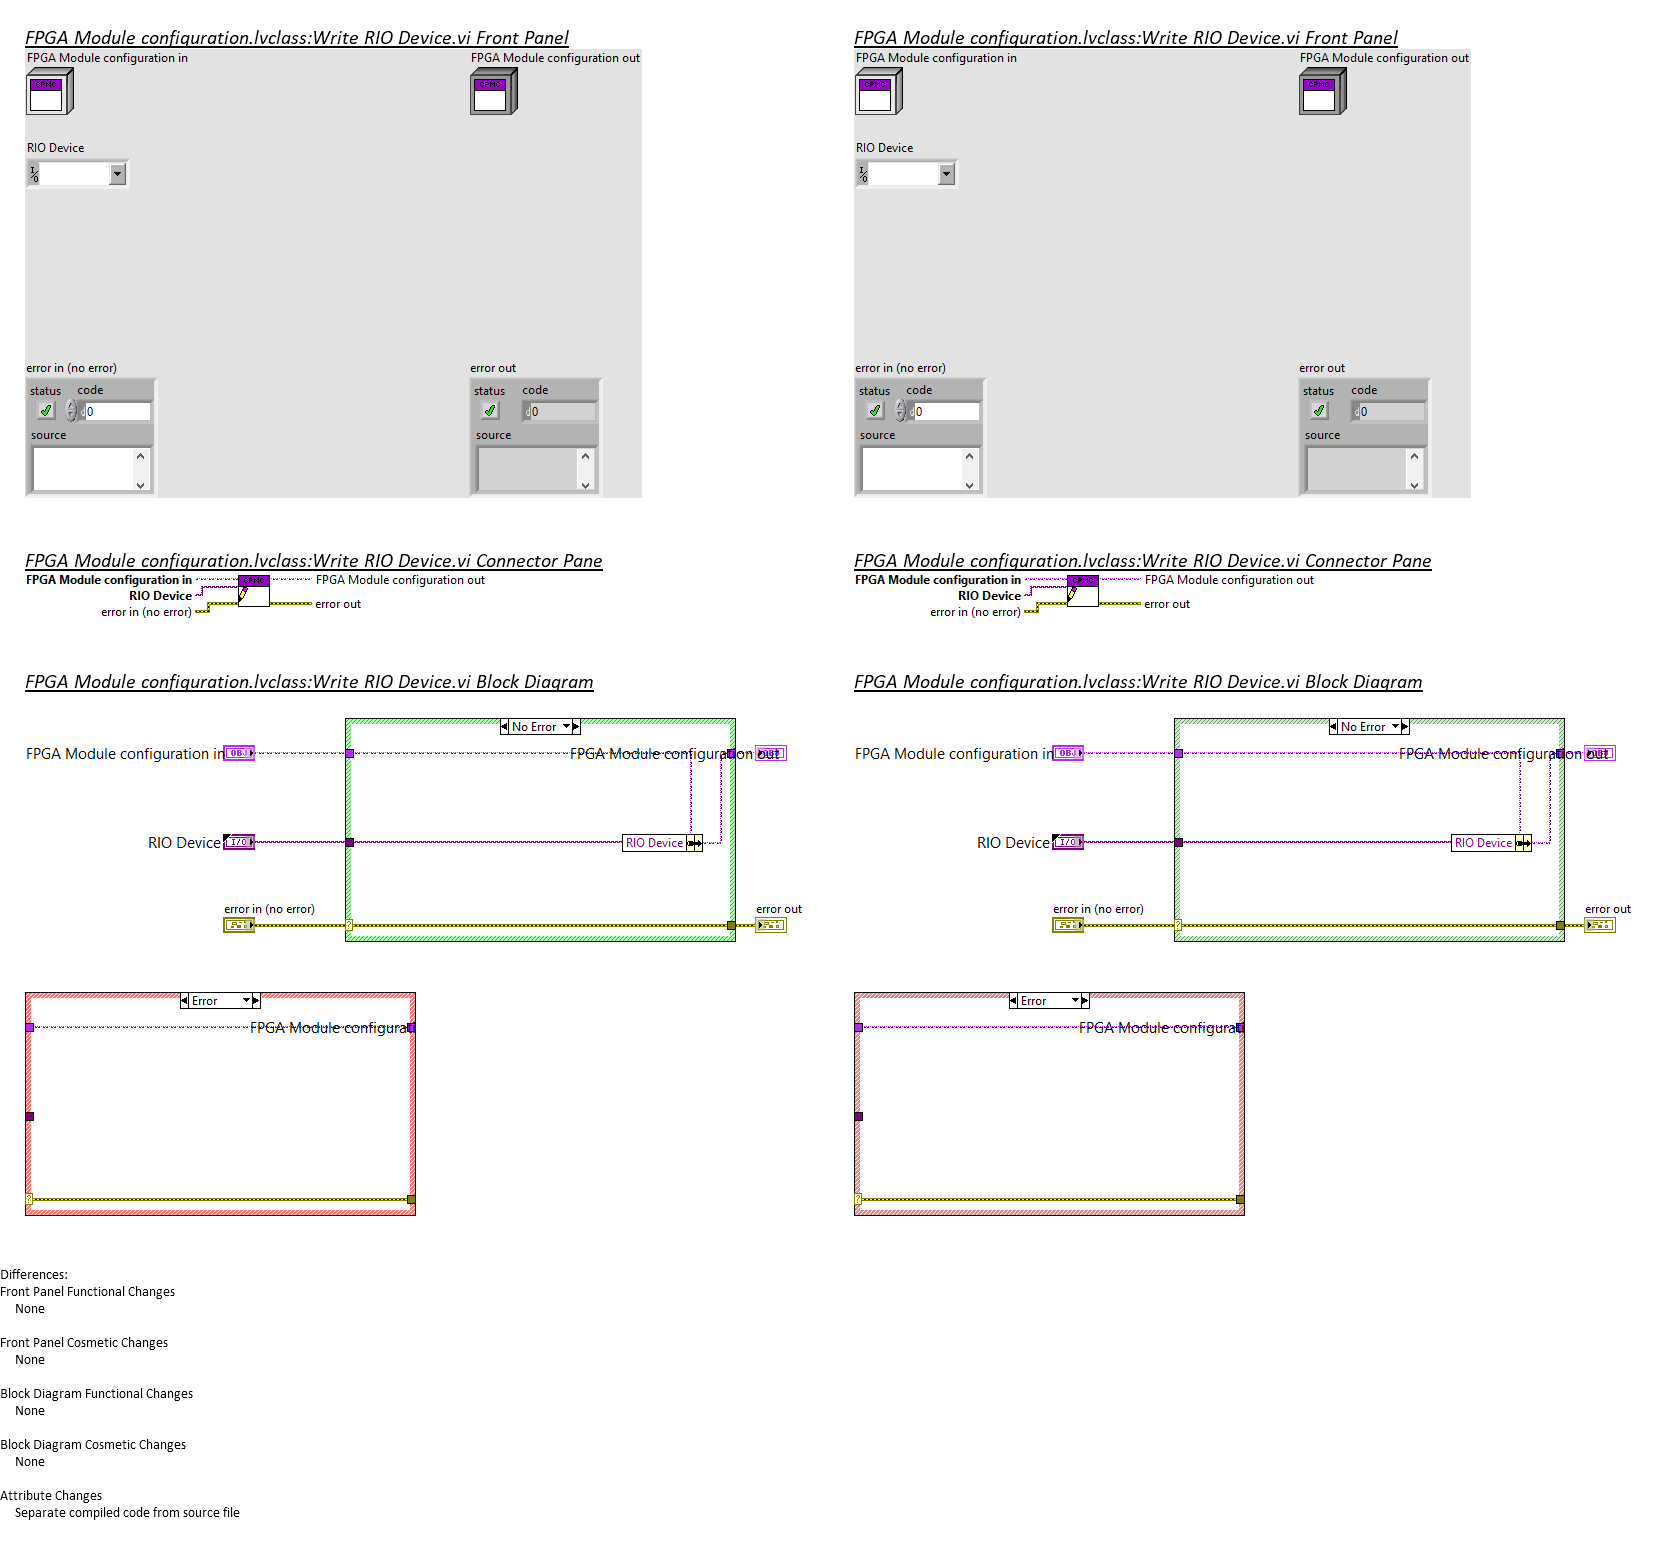 FPGA Module configuration.lvclass:Write RIO Device.vi Front Panel
FPGA Module configuration in
FPGA Module configuration out
CPMC
CPMC
RIO Device
I/O
error in (no error)
error out
status code
status code
d 0
d 0
source
source
FPGA Module configuration.lvclass:Write RIO Device.vi Connector Pane
FPGA Module configuration in
CPMC
FPGA Module configuration out
RIO Device
error in (no error)
error out
FPGA Module configuration.lvclass:Write RIO Device.vi Block Diagram
No Error
FPGA Module configuration in
OBJ
FPGA Module configuration out
OBJ
RIO Device
I/O
RIO Device
error in (no error)
error out
?
Error
FPGA Module configurat
?
FPGA Module configuration.lvclass:Write RIO Device.vi Front Panel
FPGA Module configuration in
FPGA Module configuration out
CPMC
CPMC
RIO Device
I/O
error in (no error)
error out
status code
status code
d 0
d 0
source
source
FPGA Module configuration.lvclass:Write RIO Device.vi Connector Pane
FPGA Module configuration in
CPMC
FPGA Module configuration out
RIO Device
error in (no error)
error out
FPGA Module configuration.lvclass:Write RIO Device.vi Block Diagram
No Error
FPGA Module configuration in
OBJ
FPGA Module configuration out
OBJ
RIO Device
I/O
RIO Device
error in (no error)
error out
?
Error
FPGA Module configurat
?
Differences:
Front Panel Functional Changes
None
Front Panel Cosmetic Changes
None
Block Diagram Functional Changes
None
Block Diagram Cosmetic Changes
None
Attribute Changes
Separate compiled code from source file